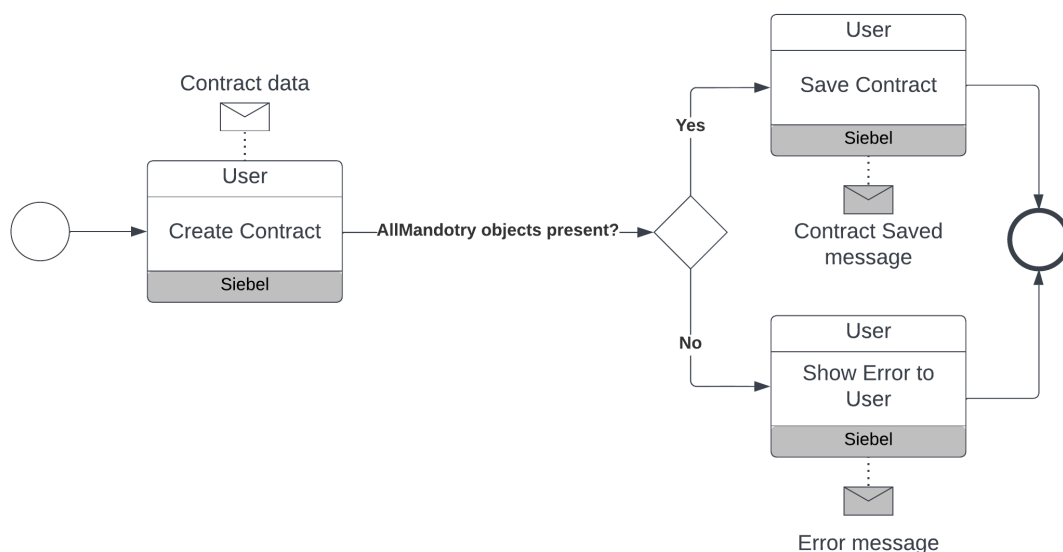 User
Contract data
Save Contract
Yes
Siebel
User
Create Contract
AllMandotry objects present?
Contract Saved
message
Siebel
User
No
Show Error to
User
Siebel
Error message